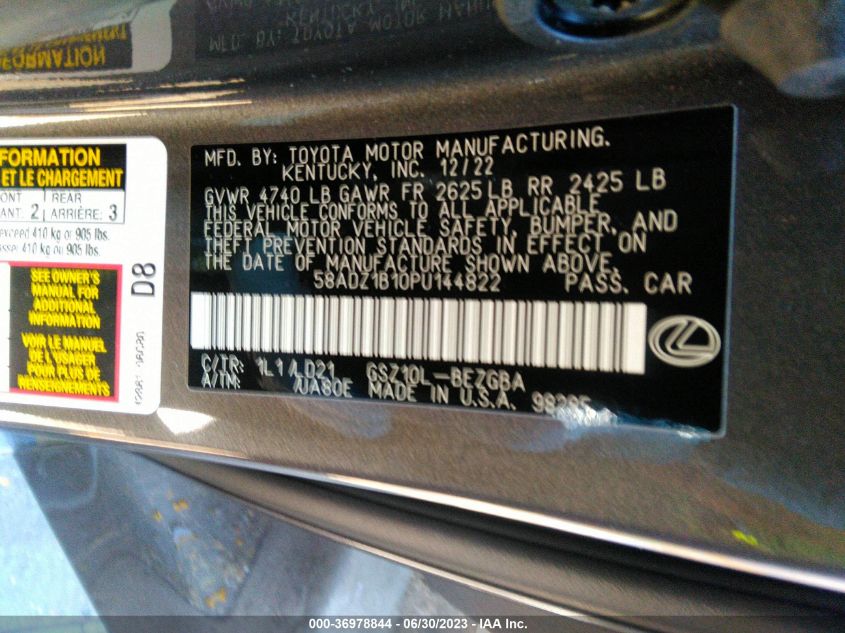 FORMATION
ET LE CHARGEMENT
REAR
ANT. 2 ARRIÈRE: 3
exceed 410 kg or 905 lbs.
410 kg ou 905 lbs.
SEE OWNER'S
MANUAL FOR
ADDITIONAL
INFORMATION
VOIR LE MANUEL
DE L'USAGER
POUR PLUS DE
RENSEIGNEMENTS
D8
MFD. BY: TOYOTA MOTOR MANUFACTURING.
KENTUCKY, INC. 12/22
GVWR 4740 LB GAWR FR 2625 LB RR 2425 LB
THIS VEHICLE CONFORMS TO ALL APPLICABLE
FEDERAL MOTOR VEHICLE SAFETY, BUMPER, AND
THEFT PREVENTION STANDARDS IN EFFECT ON
THE DATE OF MANUFACTURE SHOWN ABOVE.
58ADZ1B10PU144822 PASS. CAR
C/TR: 1L1/LD21 GSZ10L-BEZGBA
A/TM: /UA80E MADE IN U.S.A.
000-36978844 / 06/30/2023 / IAA Inc.